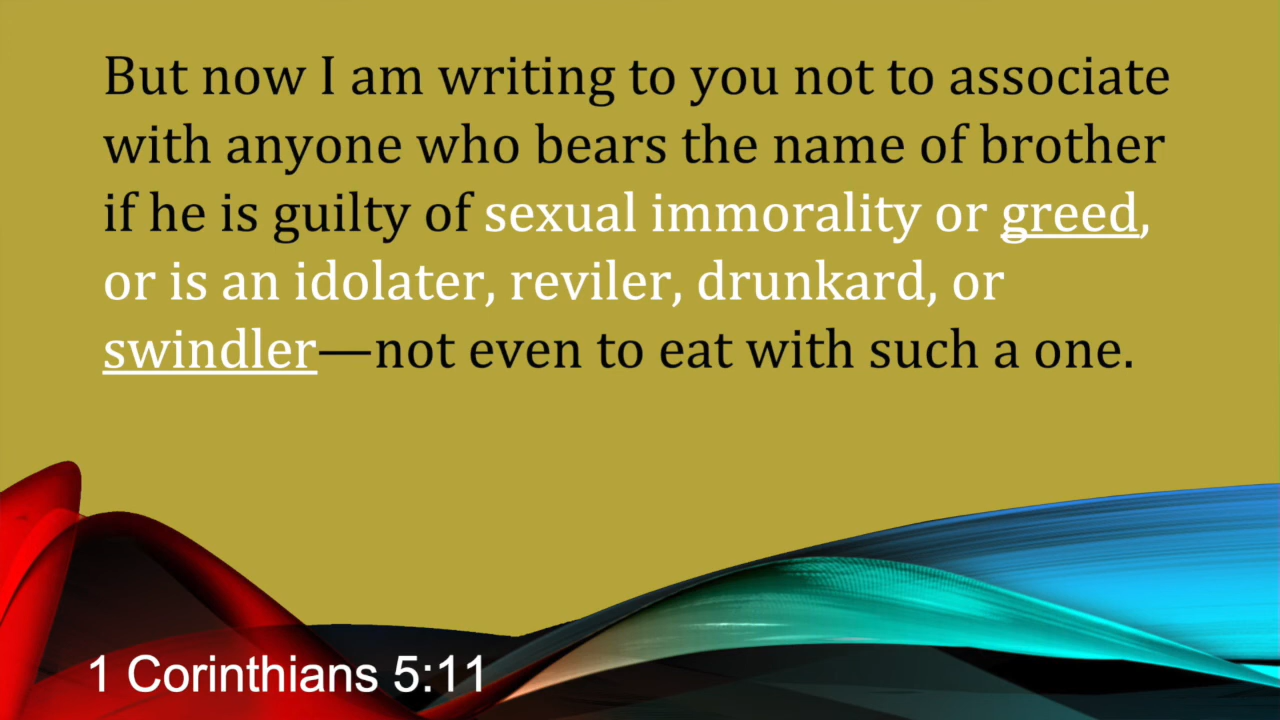 But now I am writing to you not to associate
with anyone who bears the name of brother
if he is guilty of sexual immorality or greed,
or is an idolater, reviler, drunkard, or
swindler—not even to eat with such a one.
1 Corinthians 5:11